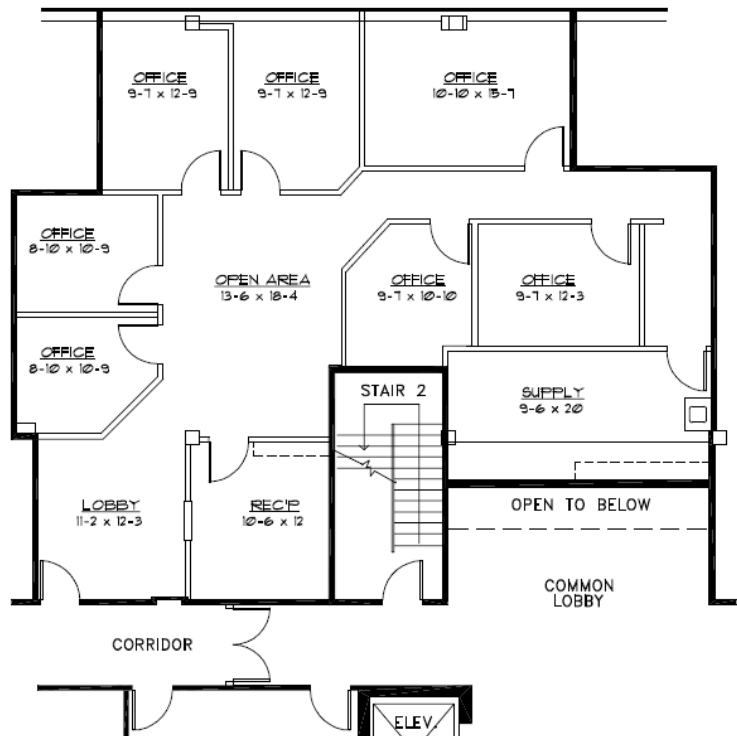 OFFICE
9-7 x 12-9
OFFICE
9-7 x 12-9
OFFICE
10-10 x 15-7
OFFICE
8-10 x 10-9
OPEN AREA
13-6 x 18-4
OFFICE
9-7 x 10-10
OFFICE
9-7 x 12-3
OFFICE
8-10 x 10-9
STAIR 2
SUPPLY
9-6 x 20
LOBBY
11-2 x 12-3
REC'P
10-6 x 12
OPEN TO BELOW
COMMON
LOBBY
CORRIDOR
ELEV.